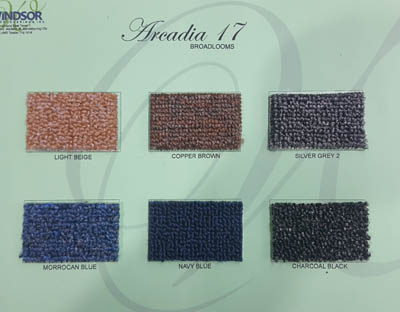 WINDSOR
Arcadia 17
BROADLOOMS
LIGHT BEIGE
COPPER BROWN
SILVER GREY 2
MORROCAN BLUE
NAVY BLUE
CHARCOAL BLACK